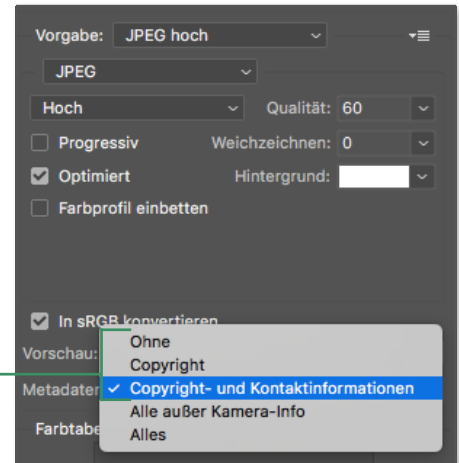 Vorgabe: JPEG hoch
JPEG
Hoch Qualität: 60
Progressiv Weichzeichnen: 0
Optimiert Hintergrund:
Farbprofil einbetten
In sRGB konvertieren
Vorschau: Ohne
Copyright
Metadaten Copyright- und Kontaktinformationen
Alle außer Kamera-Info
Farbtabe
Alles